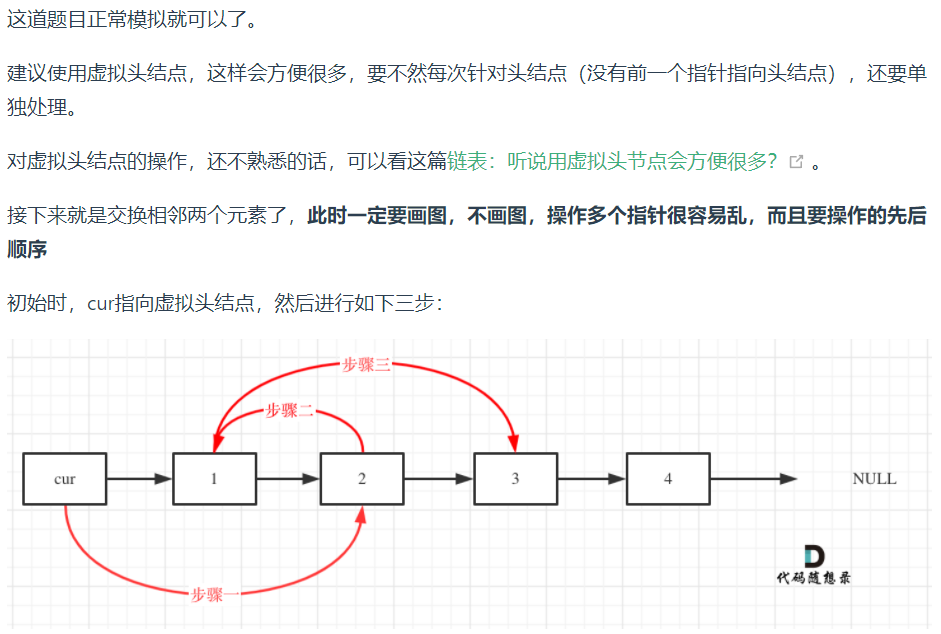 这道题目正常模拟就可以了。
建议使用虚拟头结点，这样会方便很多，要不然每次针对头结点（没有前一个指针指向头结点），还要单
独处理。
对虚拟头结点的操作，还不熟悉的话，可以看这篇链表：听说用虚拟头节点会方便很多？。
接下来就是交换相邻两个元素了，此时一定要画图，不画图，操作多个指针很容易乱，而且要操作的先后
顺序
初始时，cur指向虚拟头结点，然后进行如下三步：
步骤三
步骤二
cur
1
2
3
4
NULL
步骤一
代码随想录